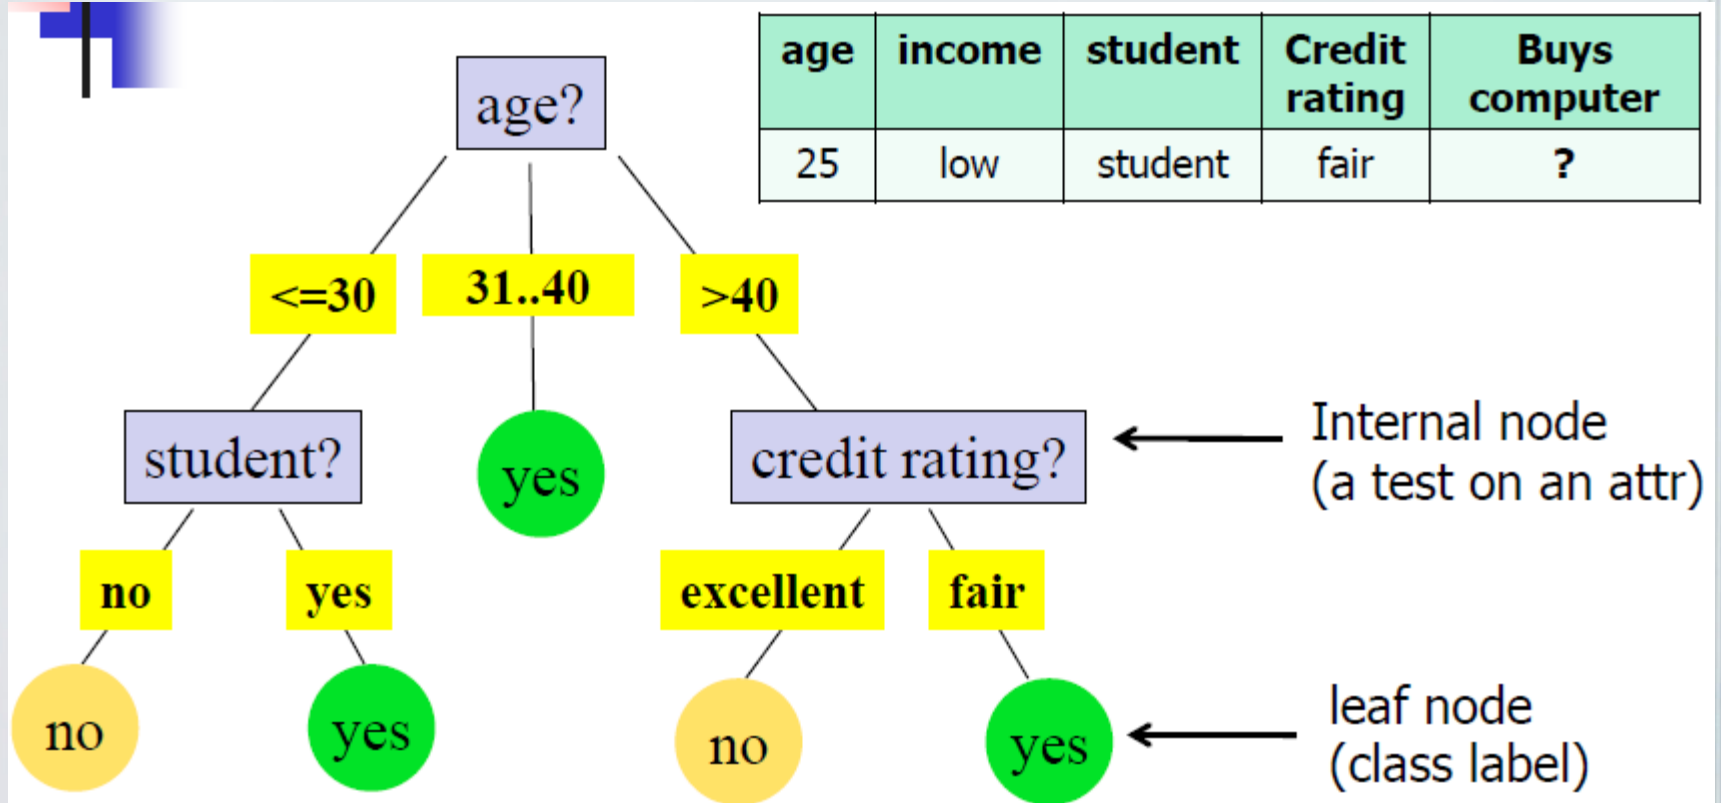 age income student Credit rating Buys computer
25 low student fair ?
age?
<=30 31..40 >40
student? yes credit rating?
Internal node
(a test on an attr)
no yes excellent fair
no yes no yes
leaf node
(class label)